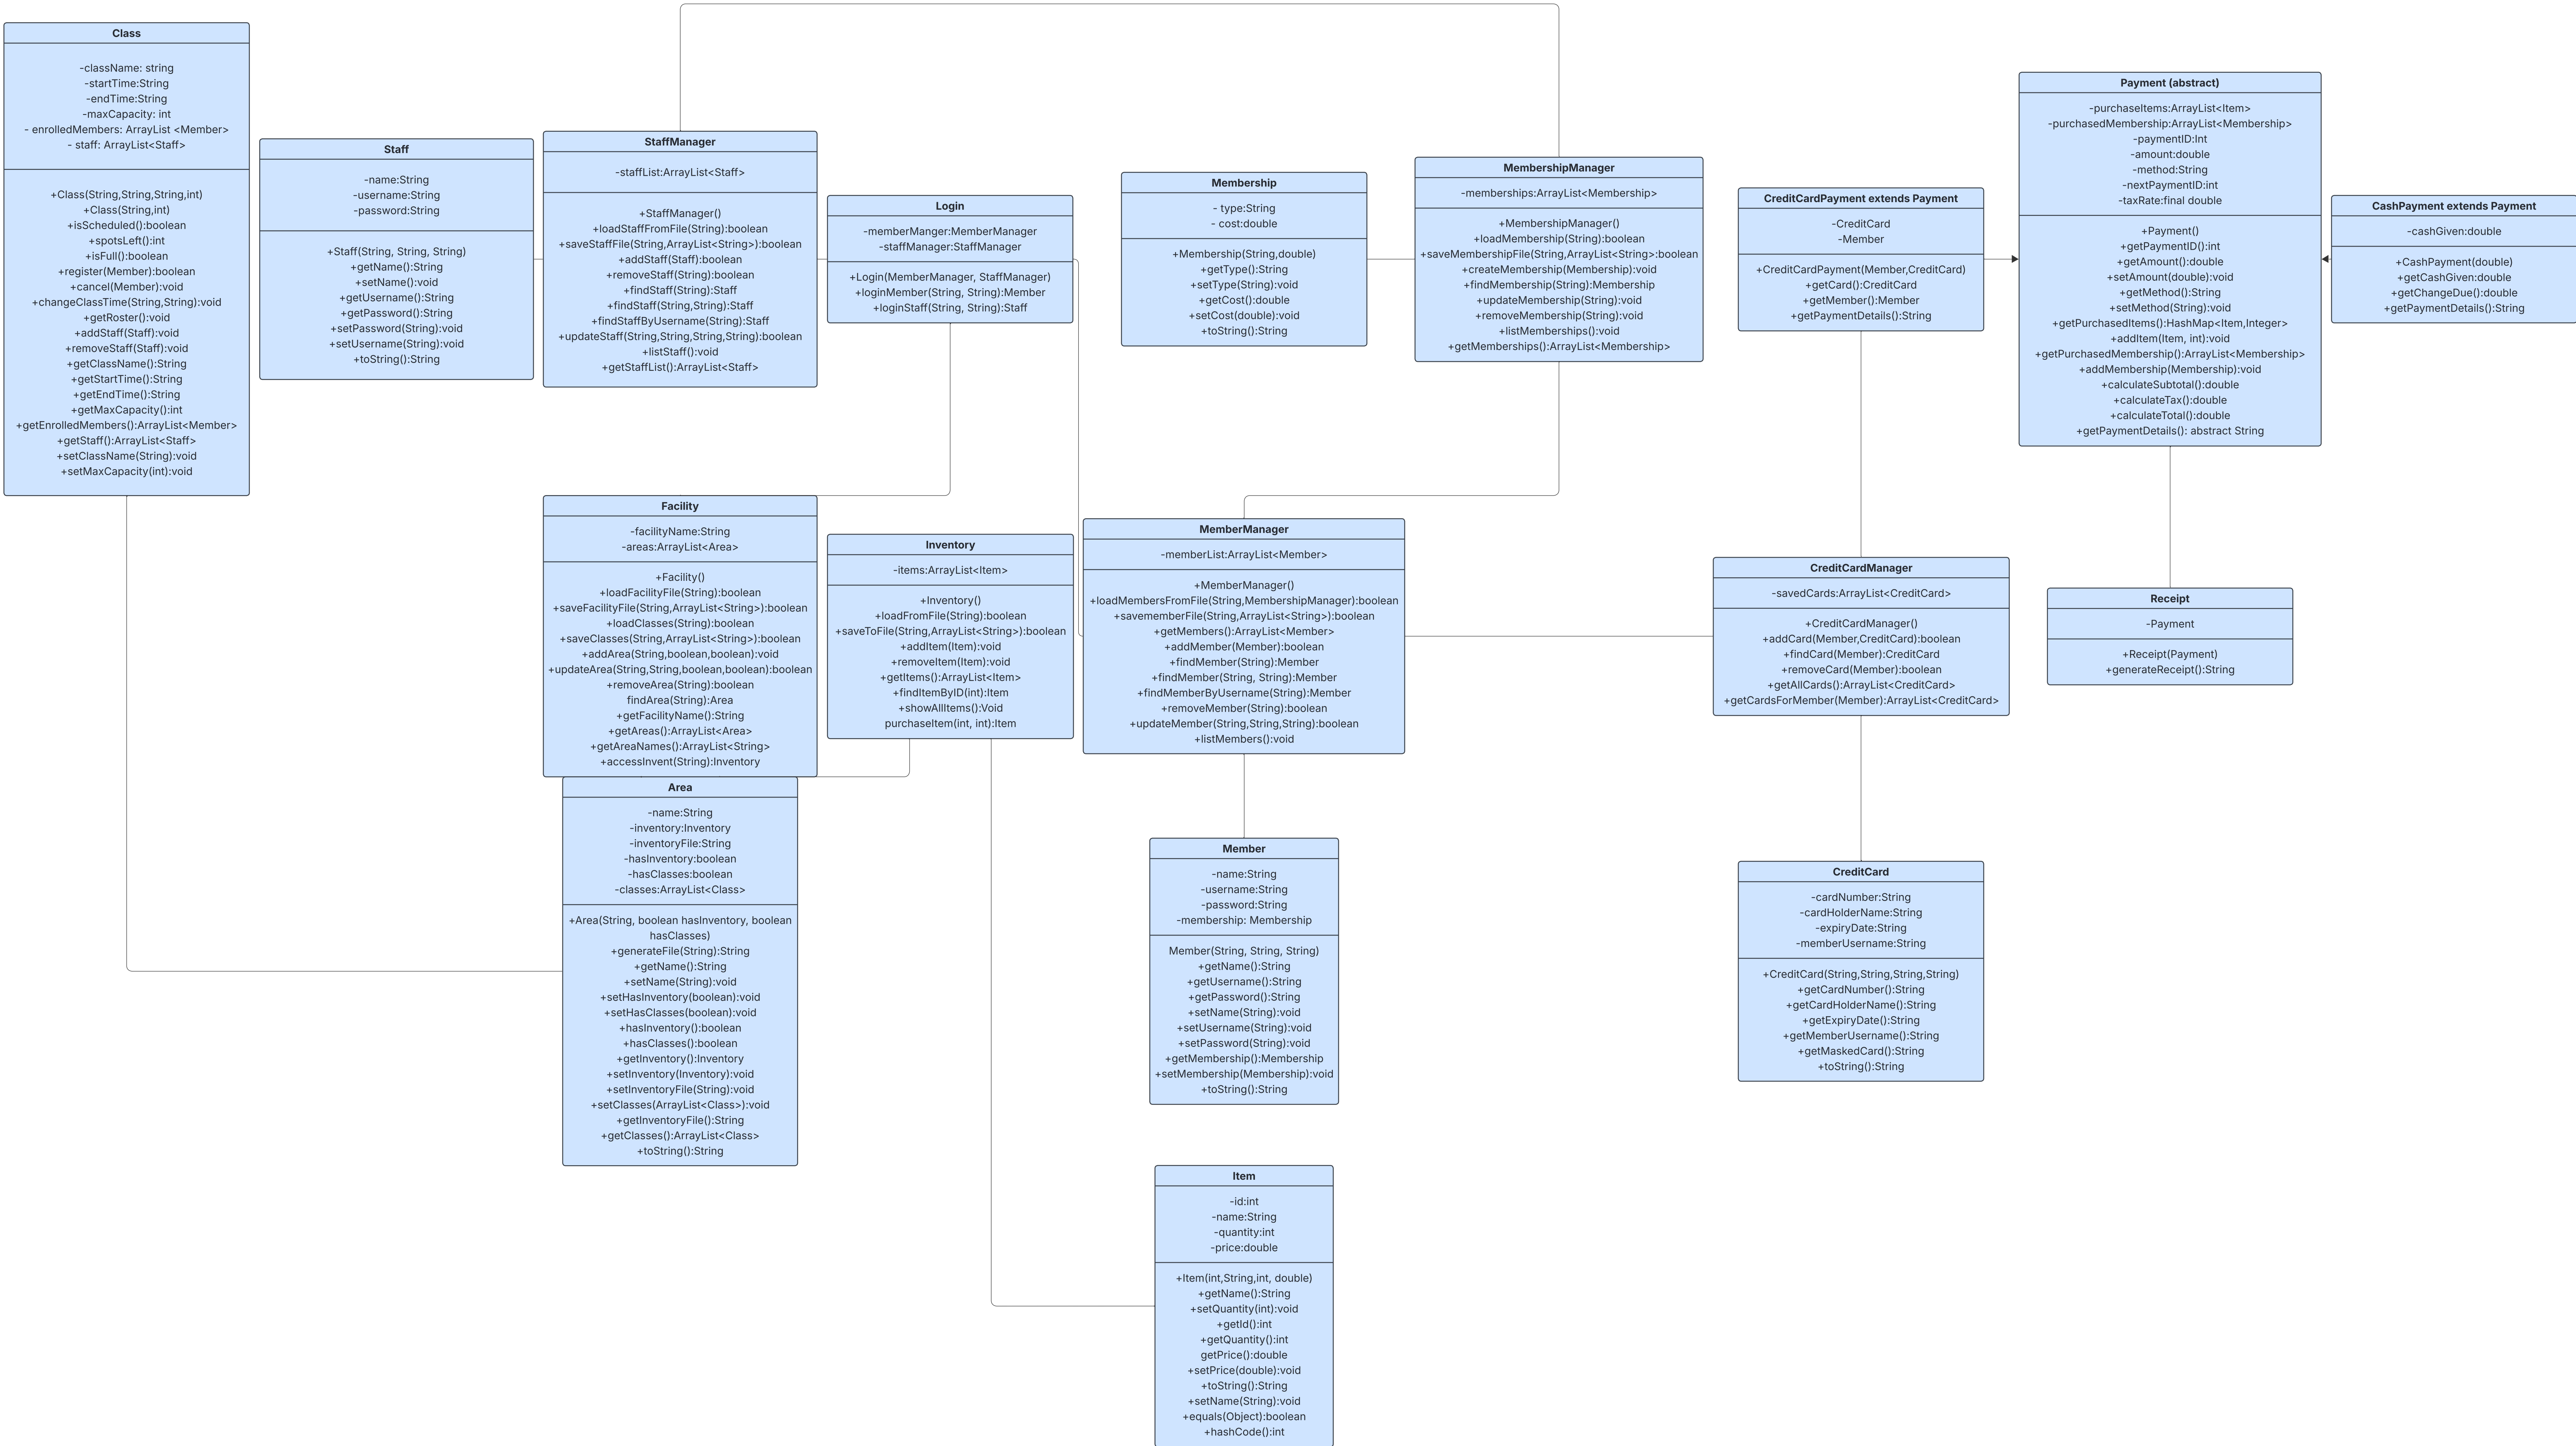 Class
-className: string
-startTime:String
-endTime:String
-maxCapacity: int
- enrolledMembers: ArrayList <Member>
- staff: ArrayList<Staff>
+Class(String,String,String,int)
+Class(String,int)
+isScheduled():boolean
+spotsLeft():int
+isFull():boolean
+register(Member):boolean
+cancel(Member):void
+changeClassTime(String,String):void
+getRoster():void
+addStaff(Staff):void
+removeStaff(Staff):void
+getClassName():String
+getStartTime():String
+getEndTime():String
+getMaxCapacity():int
+getEnrolledMembers():ArrayList<Member>
+getStaff():ArrayList<Staff>
+setClassName(String):void
+setMaxCapacity(int):void
Staff
-name:String
-username:String
-password:String
+Staff(String, String, String)
+getName():String
+setName():void
+getUsername():String
+getPassword():String
+setPassword(String):void
+setUsername(String):void
+toString():String
StaffManager
-staffList:ArrayList<Staff>
+StaffManager()
+loadStaffFromFile(String):boolean
+saveStaffFile(String,ArrayList<String>):boolean
+addStaff(Staff):boolean
+removeStaff(String):boolean
+findStaff(String):Staff
+findStaff(String,String):Staff
+findStaffByUsername(String):Staff
+updateStaff(String,String,String,String):boolean
+listStaff():void
+getStaffList():ArrayList<Staff>
Login
-memberManger:MemberManager
-staffManager:StaffManager
+Login(MemberManager, StaffManager)
+loginMember(String, String):Member
+loginStaff(String, String):Staff
Membership
- type:String
- cost:double
+Membership(String,double)
+getType():String
+setType(String):void
+getCost():double
+setCost(double):void
+toString():String
MembershipManager
-memberships:ArrayList<Membership>
+MembershipManager()
+loadMembership(String):boolean
+saveMembershipFile(String,ArrayList<String>:boolean
+createMembership(Membership):void
+findMembership(String):Membership
+updateMembership(String):void
+removeMembership(String):void
+listMemberships():void
+getMemberships():ArrayList<Membership>
CreditCardPayment extends Payment
-CreditCard
-Member
+CreditCardPayment(Member,CreditCard)
+getCard():CreditCard
+getMember():Member
+getPaymentDetails():String
Payment (abstract)
-purchaseItems:ArrayList<Item>
-purchasedMembership:ArrayList<Membership>
-paymentID:Int
-amount:double
-method:String
-nextPaymentID:int
-taxRate:final double
+Payment()
+getPaymentID():int
+getAmount():double
+setAmount(double):void
+getMethod():String
+setMethod(String):void
+getPurchasedItems():HashMap<Item,Integer>
+addItem(Item, int):void
+getPurchasedMembership():ArrayList<Membership>
+addMembership(Membership):void
+calculateSubtotal():double
+calculateTax():double
+calculateTotal():double
+getPaymentDetails(): abstract String
CashPayment extends Payment
-cashGiven:double
+CashPayment(double)
+getCashGiven:double
+getChangeDue():double
+getPaymentDetails():String
Facility
-facilityName:String
-areas:ArrayList<Area>
+Facility()
+loadFacilityFile(String):boolean
+saveFacilityFile(String,ArrayList<String>):boolean
+loadClasses(String):boolean
+saveClasses(String,ArrayList<String>):boolean
+addArea(String,boolean,boolean):void
+updateArea(String,String,boolean,boolean):boolean
+removeArea(String):boolean
findArea(String):Area
+getFacilityName():String
+getAreas():ArrayList<Area>
+getAreaNames():ArrayList<String>
+accessInvent(String):Inventory
Inventory
-items:ArrayList<Item>
+Inventory()
+loadFromFile(String):boolean
+saveToFile(String,ArrayList<String>):boolean
+addItem(Item):void
+removeItem(Item):void
+getItems():ArrayList<Item>
+findItemByID(int):Item
+showAllItems():Void
purchaseItem(int, int):Item
MemberManager
-memberList:ArrayList<Member>
+MemberManager()
+loadMembersFromFile(String,MembershipManager):boolean
+savememberFile(String,ArrayList<String>):boolean
+getMembers():ArrayList<Member>
+addMember(Member):boolean
+findMember(String):Member
+findMember(String, String):Member
+findMemberByUsername(String):Member
+removeMember(String):boolean
+updateMember(String,String,String):boolean
+listMembers():void
CreditCardManager
-savedCards:ArrayList<CreditCard>
+CreditCardManager()
+addCard(Member,CreditCard):boolean
+findCard(Member):CreditCard
+removeCard(Member):boolean
+getAllCards():ArrayList<CreditCard>
+getCardsForMember(Member):ArrayList<CreditCard>
Receipt
-Payment
+Receipt(Payment)
+generateReceipt():String
Area
-name:String
-inventory:Inventory
-inventoryFile:String
-hasInventory:boolean
-hasClasses:boolean
-classes:ArrayList<Class>
+Area(String, boolean hasInventory, boolean
hasClasses)
+generateFile(String):String
+getName():String
+setName(String):void
+setHasInventory(boolean):void
+setHasClasses(boolean):void
+hasInventory():boolean
+hasClasses():boolean
+getInventory():Inventory
+setInventory(Inventory):void
+setInventoryFile(String):void
+setClasses(ArrayList<Class>):void
+getInventoryFile():String
+getClasses():ArrayList<Class>
+toString():String
Member
-name:String
-username:String
-password:String
-membership: Membership
Member(String, String, String)
+getName():String
+getUsername():String
+getPassword():String
+setName(String):void
+setUsername(String):void
+setPassword(String):void
+getMembership():Membership
+setMembership(Membership):void
+toString():String
CreditCard
-cardNumber:String
-cardHolderName:String
-expiryDate:String
-memberUsername:String
+CreditCard(String,String,String,String)
+getCardNumber():String
+getCardHolderName():String
+getExpiryDate():String
+getMemberUsername():String
+getMaskedCard():String
+toString():String
Item
-id:int
-name:String
-quantity:int
-price:double
+Item(int,String,int, double)
+getName():String
+setQuantity(int):void
+getId():int
+getQuantity():int
getPrice():double
+setPrice(double):void
+toString():String
+setName(String):void
+equals(Object):boolean
+hashCode():int